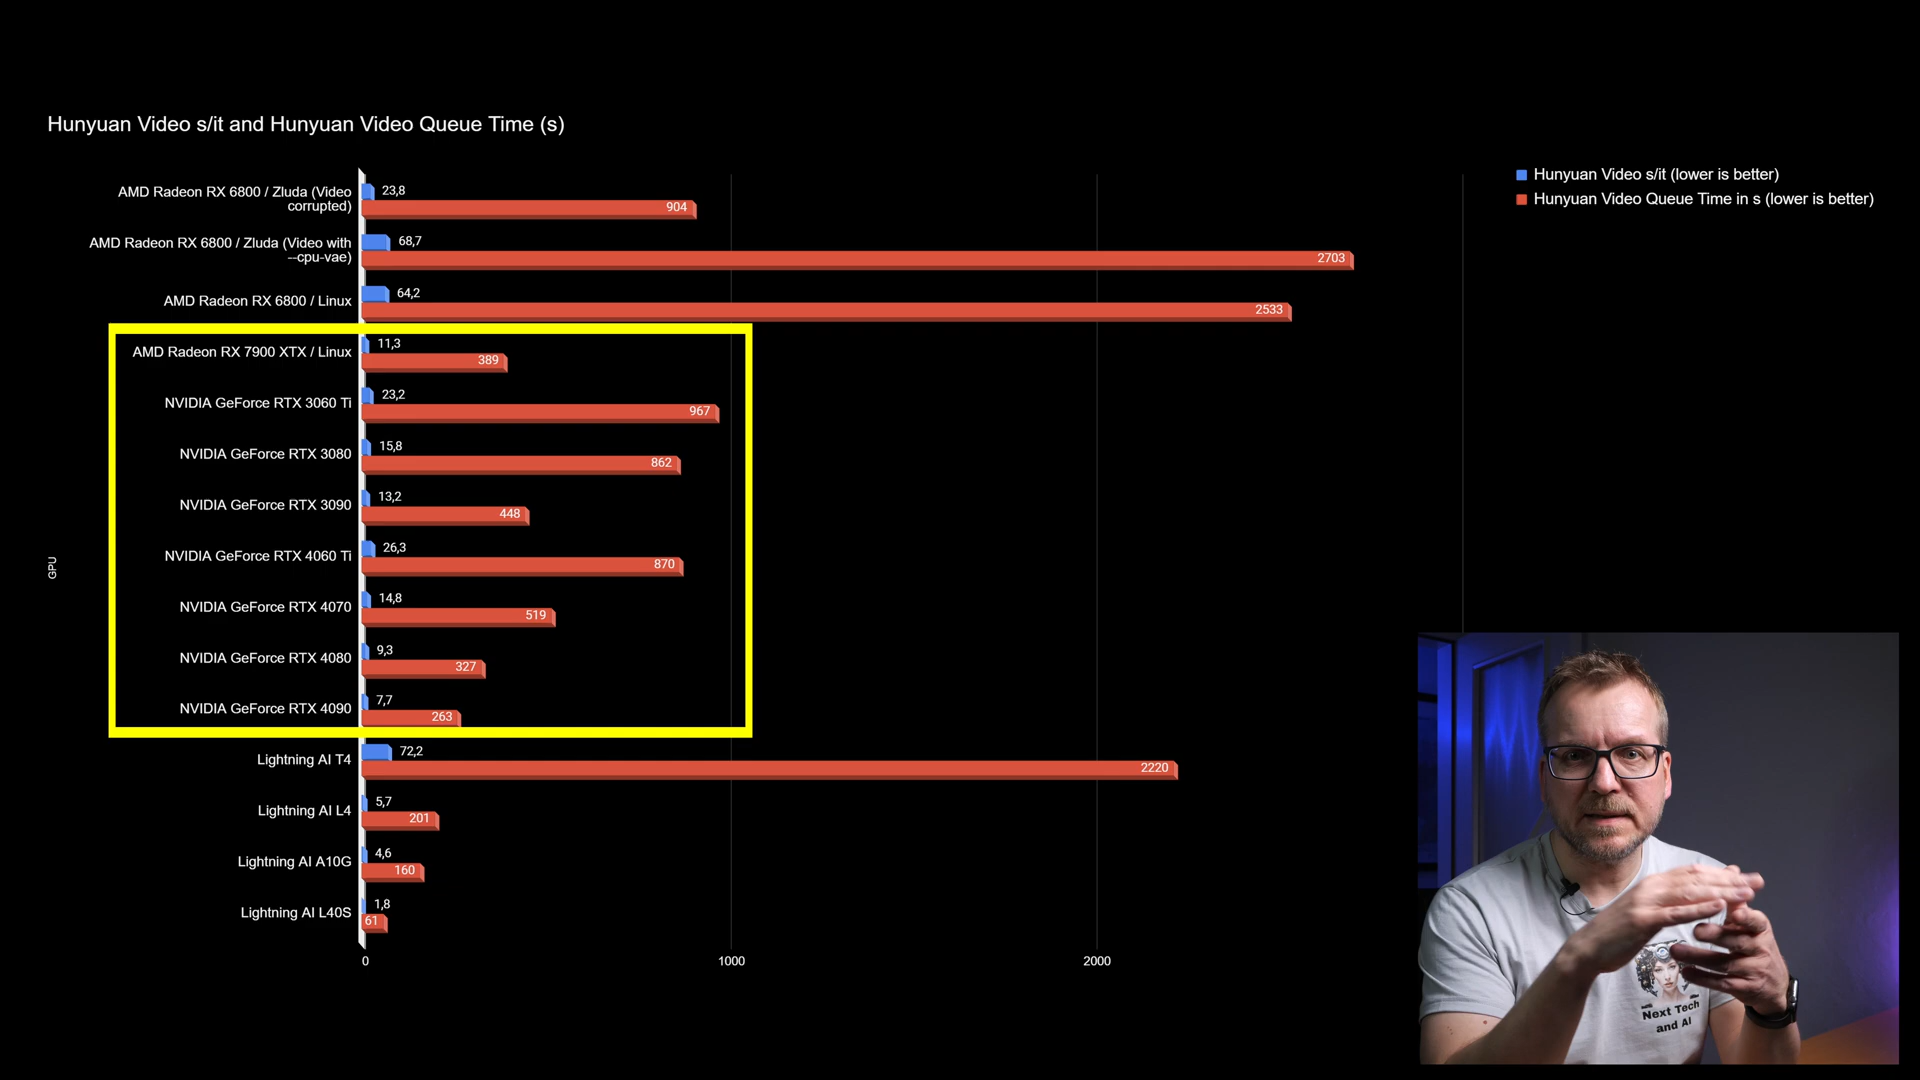 Hunyuan Video s/it and Hunyuan Video Queue Time (s)
Hunyuan Video s/it (lower is better)
Hunyuan Video Queue Time in s (lower is better)
AMD Radeon RX 6800 / Zluda (Video
corrupted)
23,8
904
AMD Radeon RX 6800 / Zluda (Video with
--cpu-vae)
68,7
2703
AMD Radeon RX 6800 / Linux
64,2
2533
AMD Radeon RX 7900 XTX / Linux
11,3
389
NVIDIA GeForce RTX 3060 Ti
23,2
967
NVIDIA GeForce RTX 3080
15,8
862
NVIDIA GeForce RTX 3090
13,2
448
NVIDIA GeForce RTX 4060 Ti
26,3
870
NVIDIA GeForce RTX 4070
14,8
519
NVIDIA GeForce RTX 4080
9,3
327
NVIDIA GeForce RTX 4090
7,7
263
Lightning AI T4
72,2
2220
Lightning AI L4
5,7
201
Lightning AI A10G
4,6
160
Lightning AI L40S
1,8
61
GPU
0
1000
2000
Next Tech
and AI